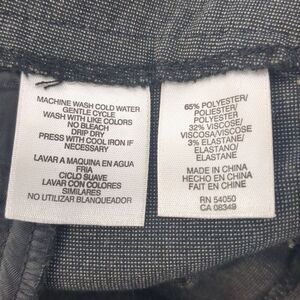 MACHINE WASH COLD WATER
GENTLE CYCLE
WASH WITH LIKE COLORS
NO BLEACH
DRIP DRY
PRESS WITH COOL IRON IF
NECESSARY
LAVAR A MAQUINA EN AGUA
FRIA
CICLO SUAVE
LAVAR CON COLORES
SIMILARES
NO UTILIZAR BLANQUEADOR
65% POLYESTER/
POLIESTER/
POLYESTER
32% VISCOSE/
VISCOSA/VISCOSE
3% ELASTANE/
ELASTANO/
ELASTANE
MADE IN CHINA
HECHO EN CHINA
FAIT EN CHINE
RN 54050
CA 08349